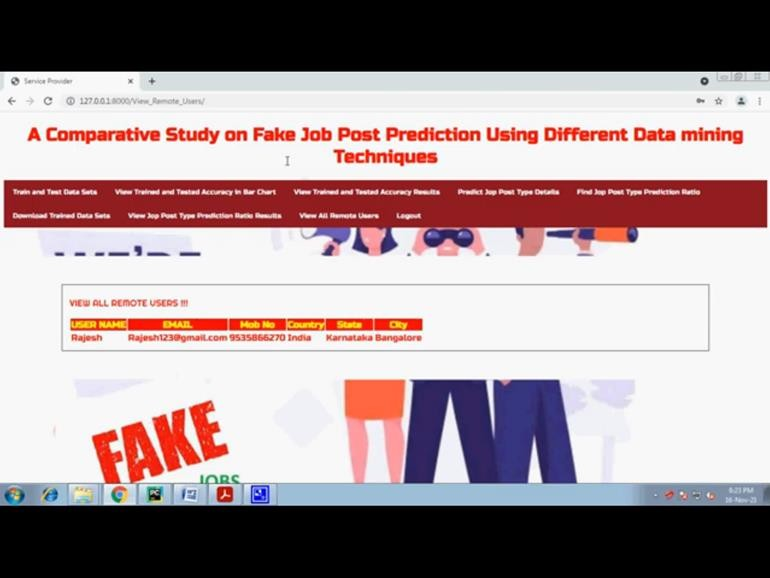 Service Provider
127.0.0.1:8000/View_Remote_Users/
A Comparative Study on Fake Job Post Prediction Using Different Data mining
Techniques
Train and Test Data Sets View Trained and Tested Accuracy in Bar Chart View Trained and Tested Accuracy Results Predict Jop Post Type Details Find Jop Post Type Prediction Ratio
Download Trained Data Sets View Jop Post Type Prediction Ratio Results View All Remote Users Logout
WE'RE
VIEW ALL REMOTE USERS !!!
USER NAME EMAIL Mob No Country State City
Rajesh Rajesh123@gmail.com 9535866270 India Karnataka Bangalore
FAKE
JOBS
6:23 PM
16-Nov-21